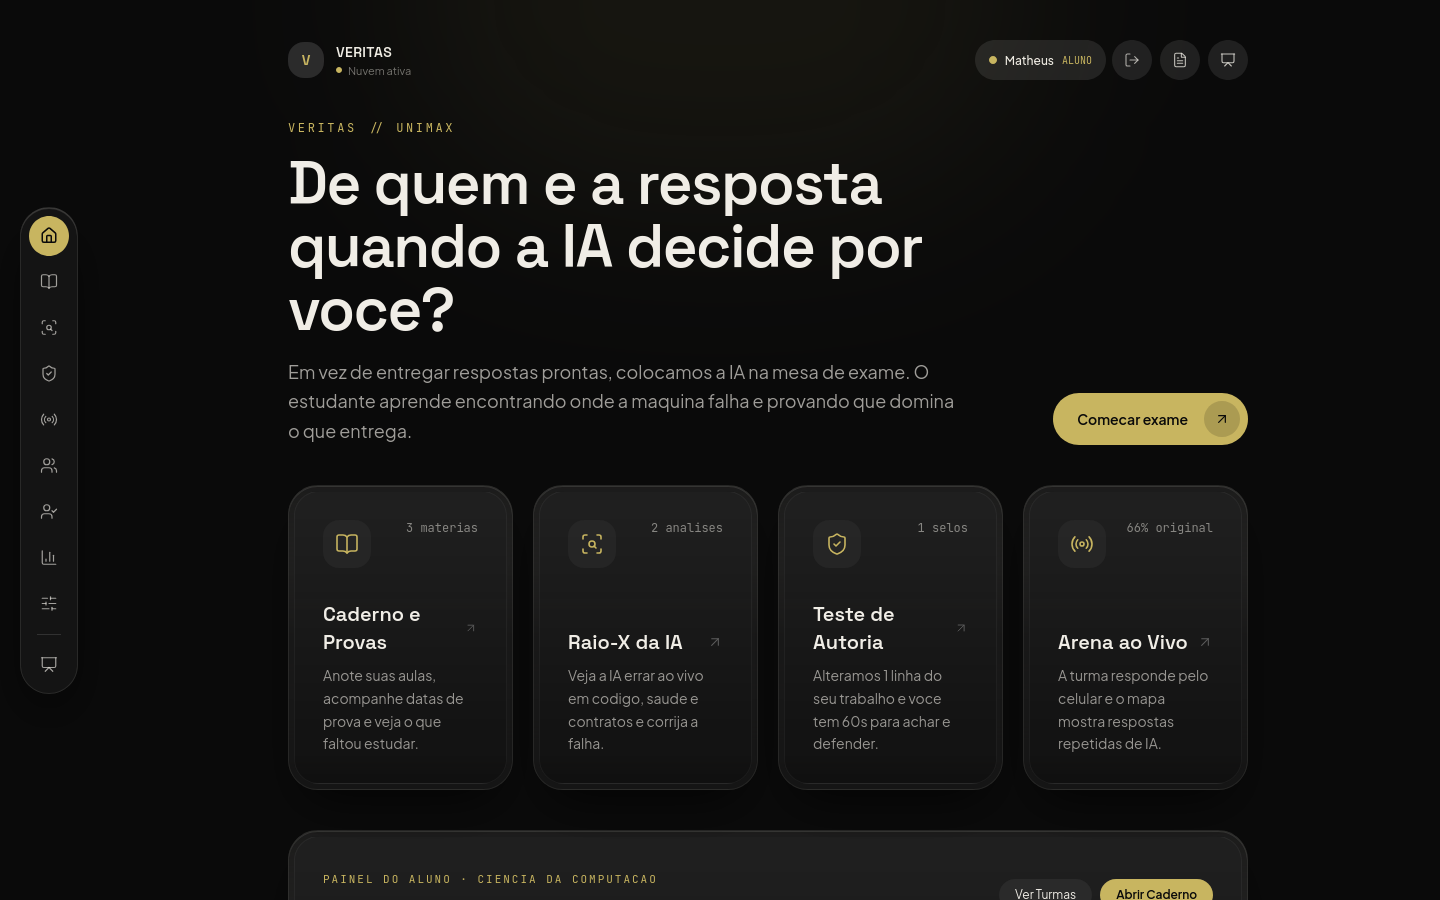 V
VERITAS
Nuvem ativa
Matheus ALUNO
VERITAS // UNIMAX
De quem e a resposta
quando a IA decide por
voce?
Em vez de entregar respostas prontas, colocamos a IA na mesa de exame. O
estudante aprende encontrando onde a maquina falha e provando que domina
o que entrega.
Comecar exame
3 materias
Caderno e
Provas
Anote suas aulas,
acompanhe datas de
prova e veja o que
faltou estudar.
2 analises
Raio-X da IA
Veja a IA errar ao vivo
em codigo, saude e
contratos e corrija a
falha.
1 selos
Teste de
Autoria
Alteramos 1 linha do
seu trabalho e voce
tem 60s para achar e
defender.
66% original
Arena ao Vivo
A turma responde pelo
celular e o mapa
mostra respostas
repetidas de IA.
PAINEL DO ALUNO · CIENCIA DA COMPUTACAO
Ver Turmas
Abrir Caderno